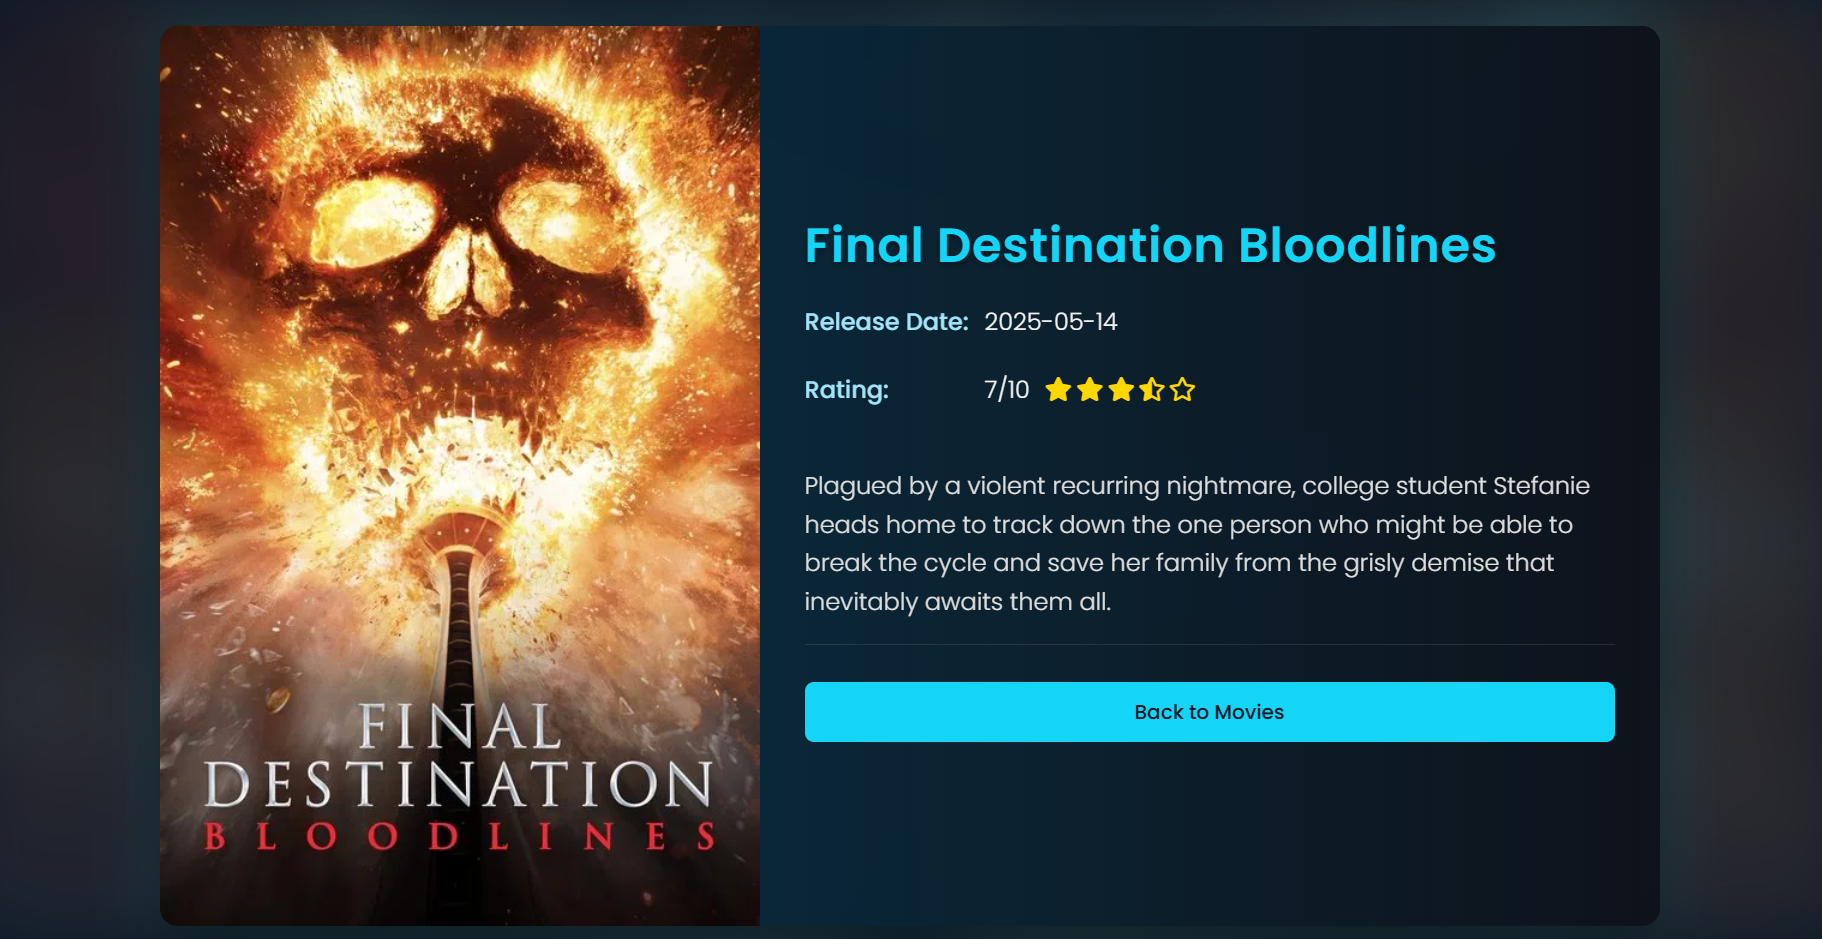 FINAL
DESTINATION
BLOODLINES
Final Destination Bloodlines
Release Date: 2025-05-14
Rating: 7/10
Plagued by a violent recurring nightmare, college student Stefanie
heads home to track down the one person who might be able to
break the cycle and save her family from the grisly demise that
inevitably awaits them all.
Back to Movies